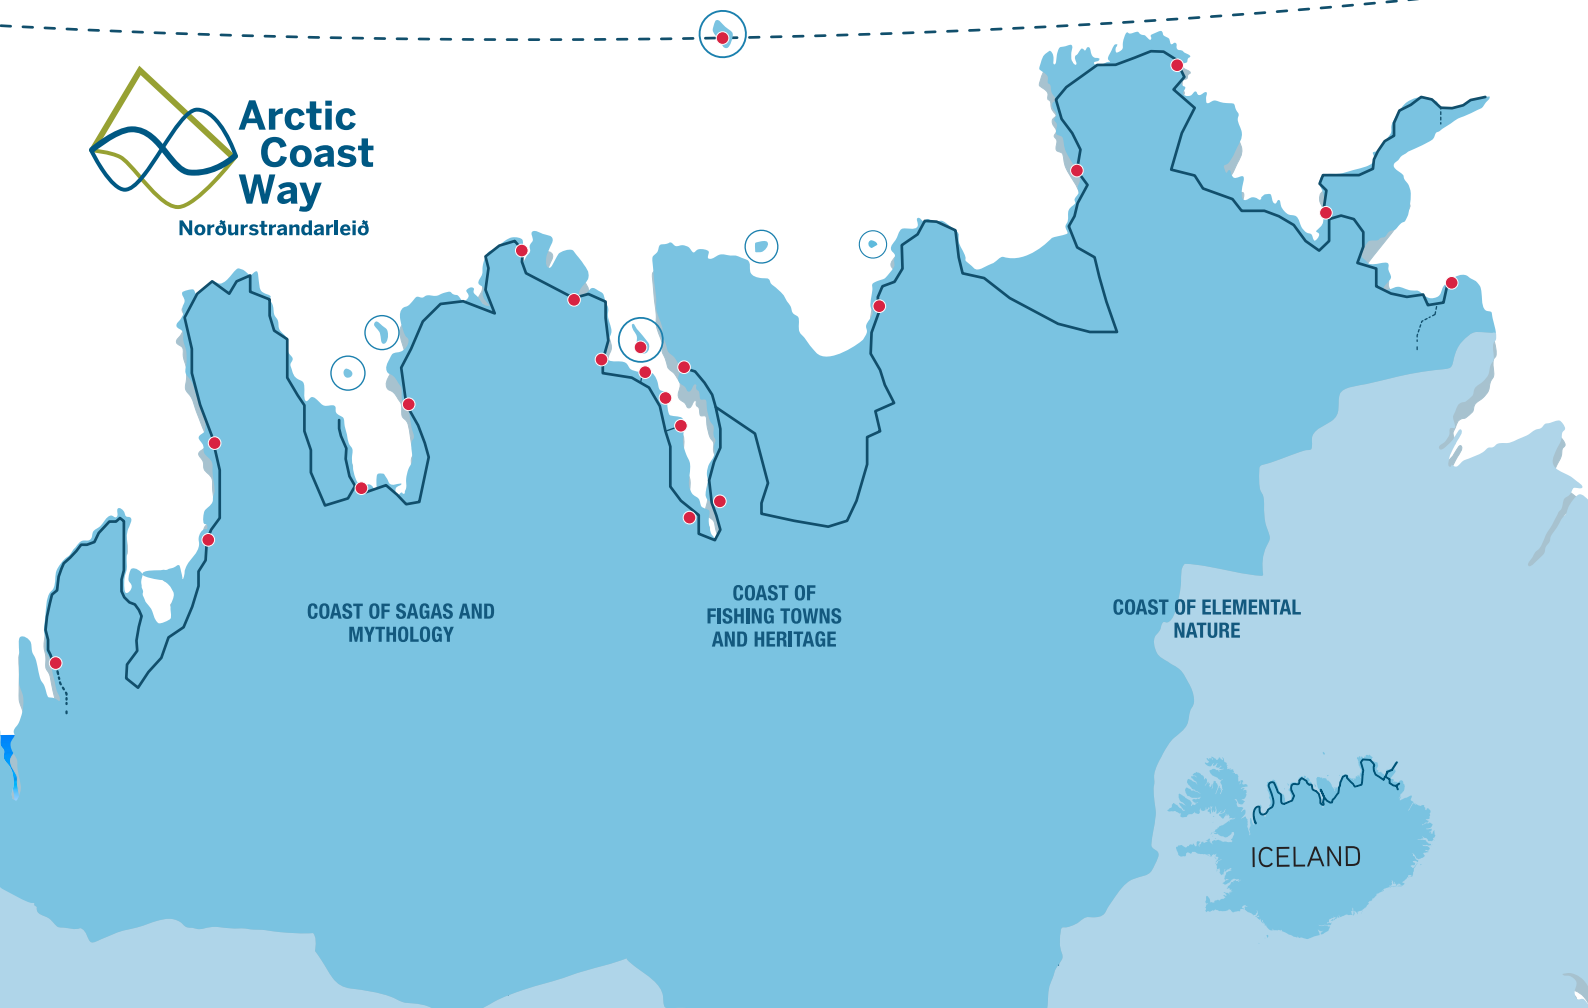 Arctic
Coast
Way
Norðurstrandarleið
COAST OF SAGAS AND
MYTHOLOGY
COAST OF
FISHING TOWNS
AND HERITAGE
COAST OF ELEMENTAL
NATURE
ICELAND